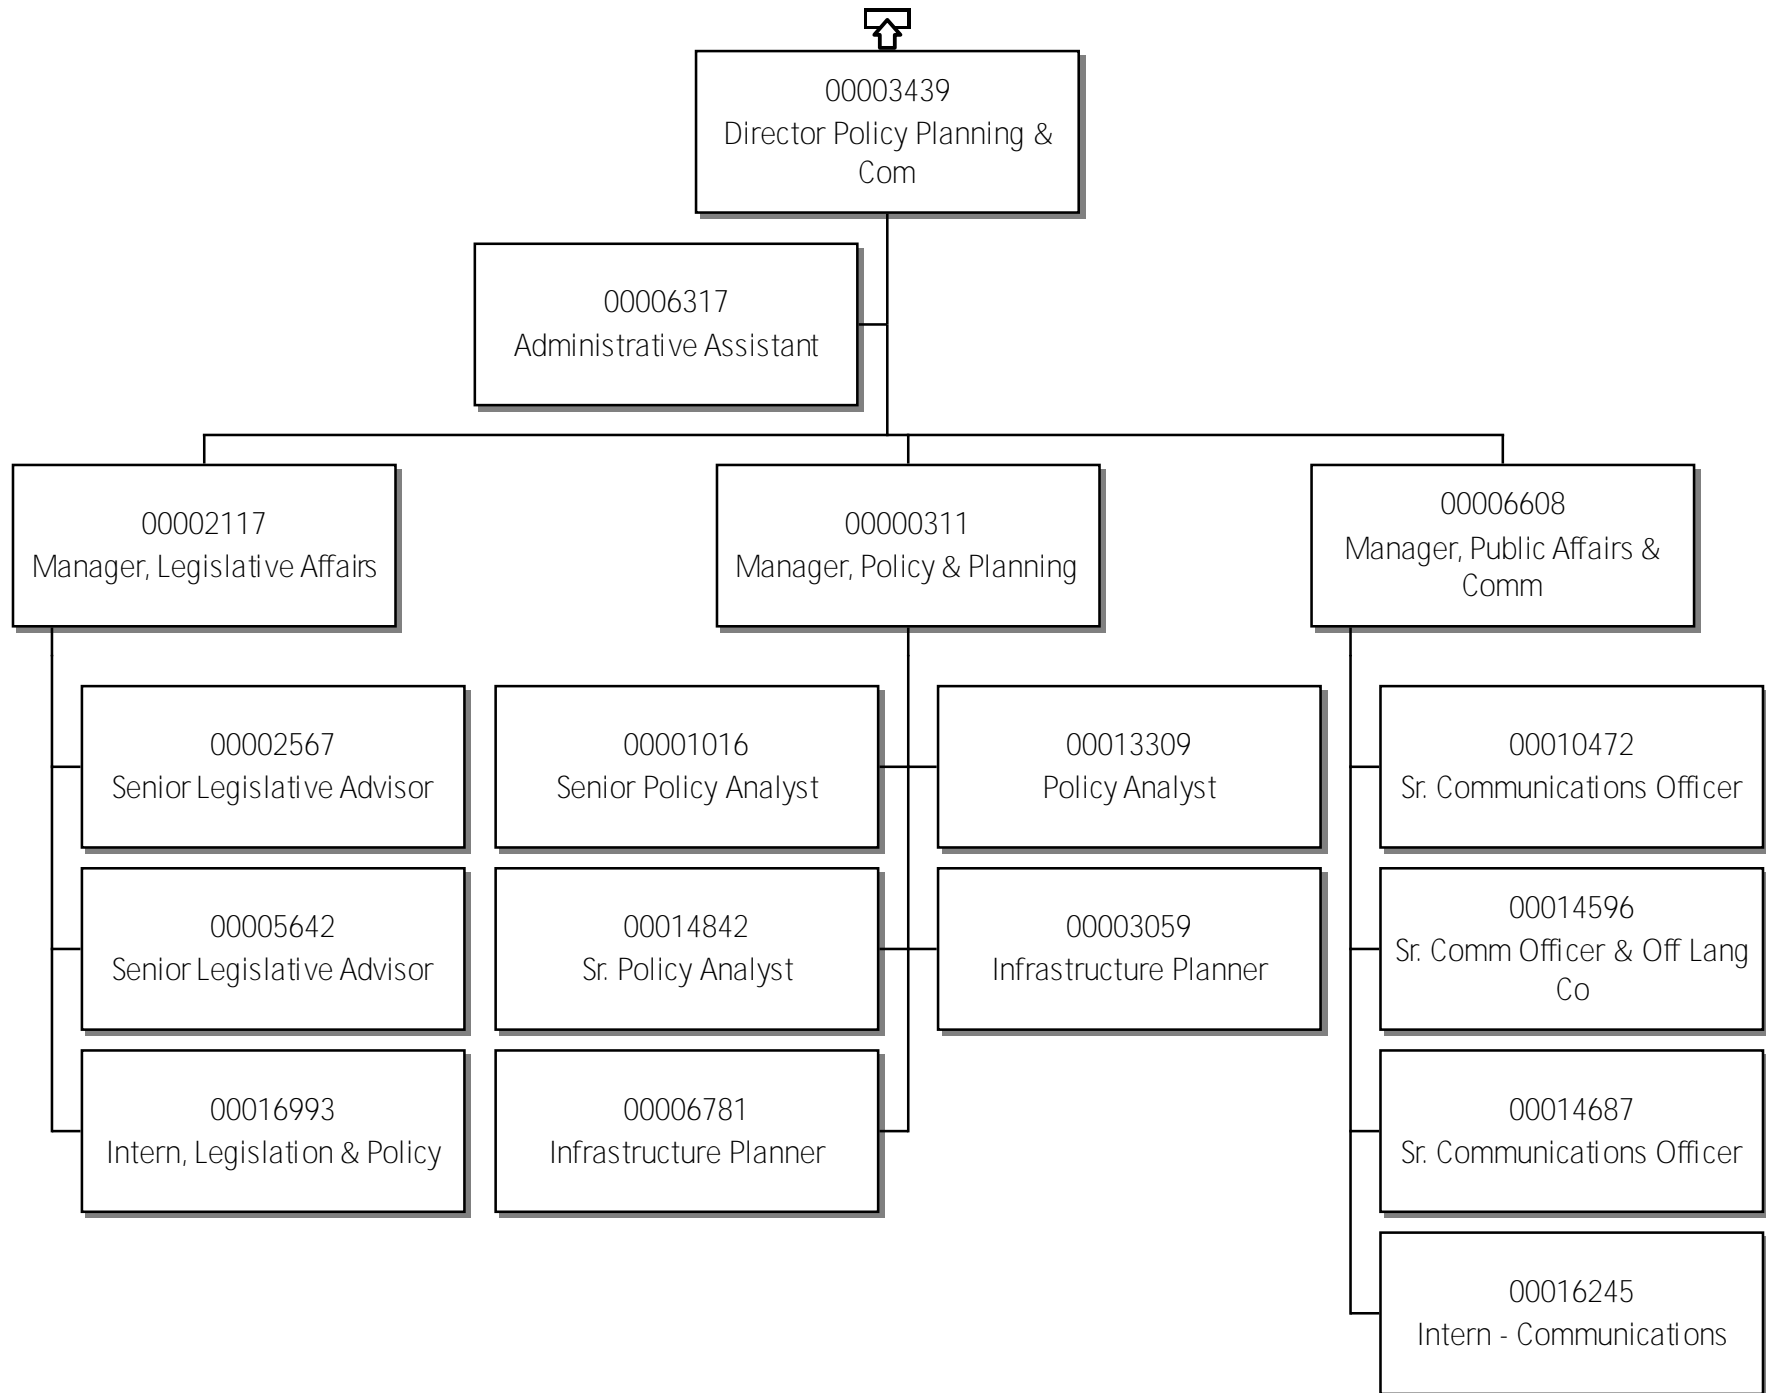 00003439
Director Policy Planning &
Com
00006317
Administrative Assistant
00002117
Manager, Legislative Affairs
00000311
Manager, Policy & Planning
00006608
Manager, Public Affairs &
Comm
00002567
Senior Legislative Advisor
00005642
Senior Legislative Advisor
00016993
Intern, Legislation & Policy
00001016
Senior Policy Analyst
00014842
Sr. Policy Analyst
00006781
Infrastructure Planner
00013309
Policy Analyst
00003059
Infrastructure Planner
00010472
Sr. Communications Officer
00014596
Sr. Comm Officer & Off Lang
Co
00014687
Sr. Communications Officer
00016245
Intern - Communications